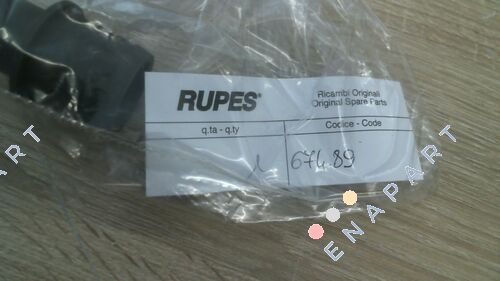 RUPES®
Ricambi Originali
Original Spare Parts
q.ta - q.ty
Codice - Code
1
674.89
ENAPART
ENAPART